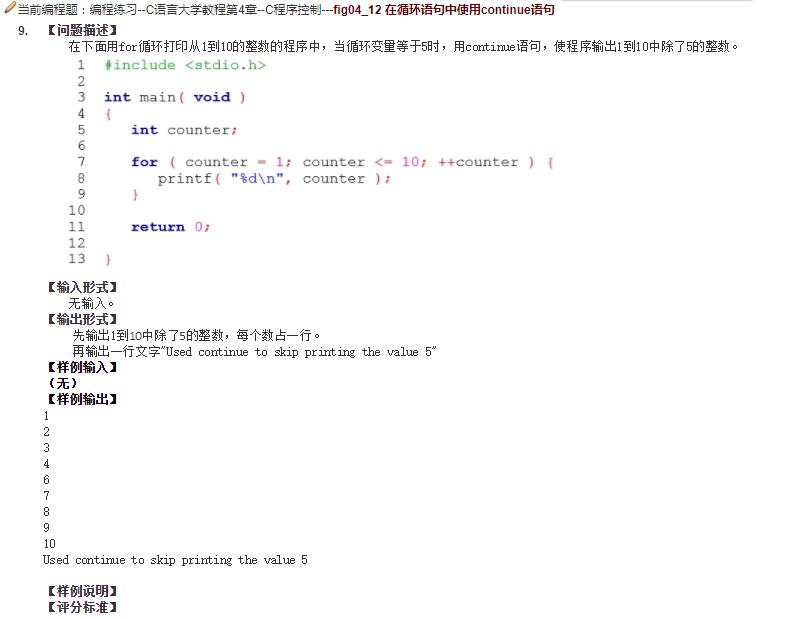 当前编程题：编程练习--C语言大学教程第4章--C程序控制---fig04_12 在循环语句中使用continue语句
9. 【问题描述】
在下面用for循环打印从1到10的整数的程序中，当循环变量等于5时，用continue语句，使程序输出1到10中除了5的整数。
1 #include <stdio.h>
2
3 int main( void )
4 {
5 int counter;
6
7 for ( counter = 1; counter <= 10; ++counter ) {
8 printf( "%d\n", counter );
9 }
10
11 return 0;
12
13 }
【输入形式】
无输入。
【输出形式】
先输出1到10中除了5的整数，每个数占一行。
再输出一行文字"Used continue to skip printing the value 5"
【样例输入】
（无）
【样例输出】
1
2
3
4
6
7
8
9
10
Used continue to skip printing the value 5
【样例说明】
【评分标准】